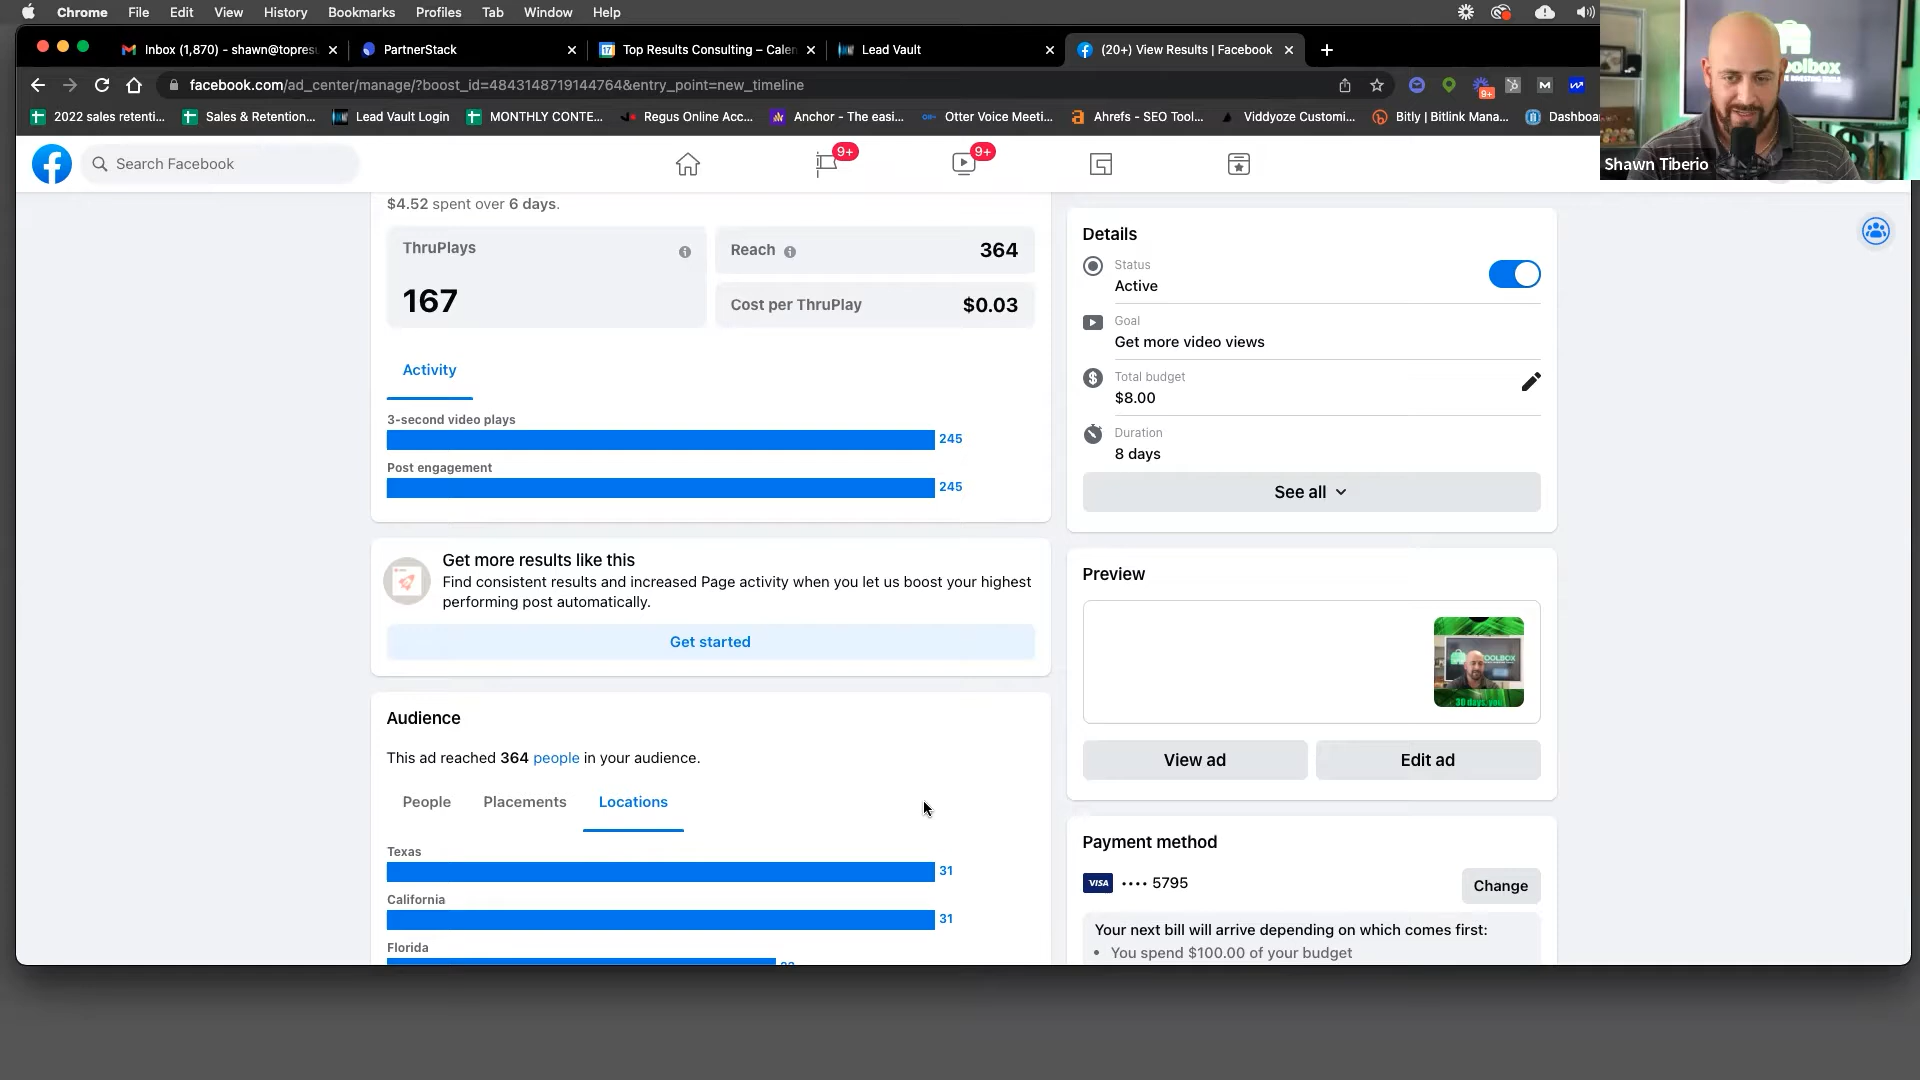 Chrome File Edit View History Bookmarks Profiles Tab Window Help
Inbox (1,870) - shawn@topresu
PartnerStack
Top Results Consulting – Calen
Lead Vault
(20+) View Results | Facebook
facebook.com/ad_center/manage/?boost_id=4843148719144764&entry_point=new_timeline
2022 sales retenti...
Sales & Retention...
Lead Vault Login
MONTHLY CONTE...
Regus Online Acc...
Anchor - The easi...
Otter Voice Meeti...
Ahrefs - SEO Tool...
Viddyoze Customi...
Bitly | Bitlink Mana...
Dashboa
Shawn Tiberio
Search Facebook
9+
9+
$4.52 spent over 6 days.
ThruPlays
167
Reach
364
Cost per ThruPlay
$0.03
Activity
3-second video plays
245
Post engagement
245
Get more results like this
Find consistent results and increased Page activity when you let us boost your highest
performing post automatically.
Get started
Audience
This ad reached 364 people in your audience.
People Placements Locations
Texas
31
California
31
Florida
Details
Status
Active
Goal
Get more video views
Total budget
$8.00
Duration
8 days
See all
Preview
View ad
Edit ad
Payment method
VISA •••• 5795
Change
Your next bill will arrive depending on which comes first:
• You spend $100.00 of your budget